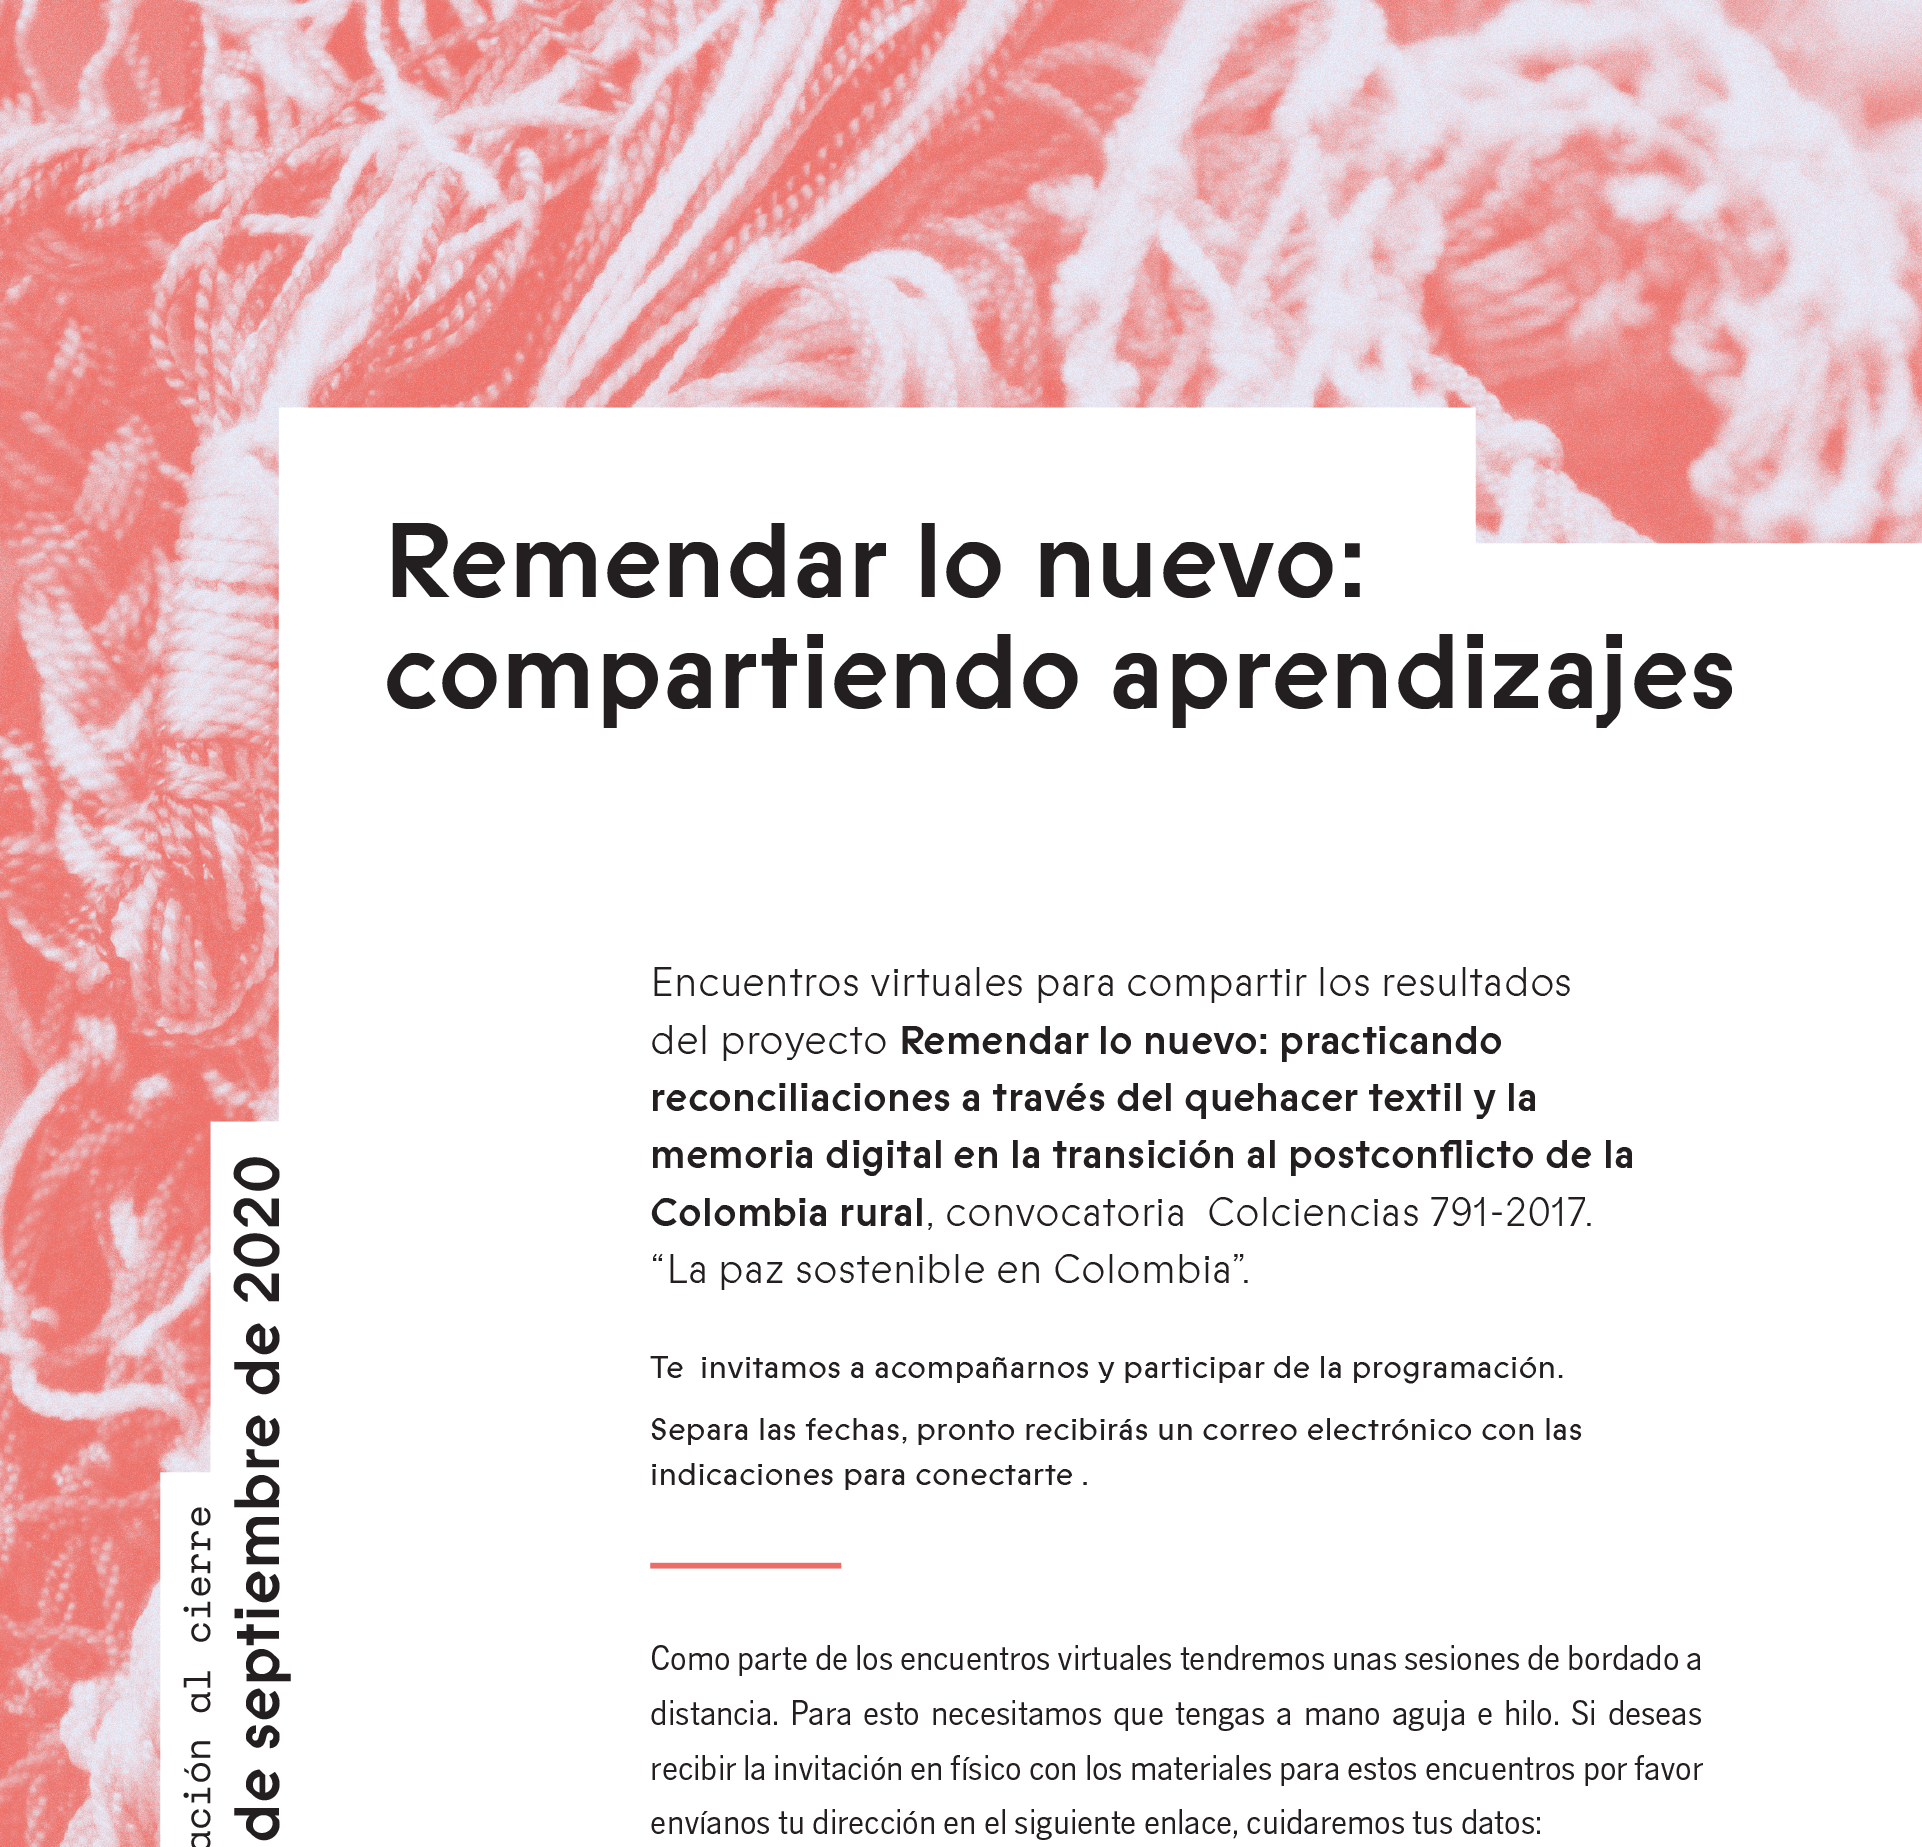 Remendar lo nuevo:
compartiendo aprendizajes
Encuentros virtuales para compartir los resultados
del proyecto Remendar lo nuevo: practicando
reconciliaciones a través del quehacer textil y la
memoria digital en la transición al postconflicto de la
Colombia rural, convocatoria  Colciencias 791-2017.
“La paz sostenible en Colombia”.
Te  invitamos a acompañarnos y participar de la programación.
Separa las fechas, pronto recibirás un correo electrónico con las
indicaciones para conectarte .
Como parte de los encuentros virtuales tendremos unas sesiones de bordado a
distancia. Para esto necesitamos que tengas a mano aguja e hilo. Si deseas
recibir la invitación en físico con los materiales para estos encuentros por favor
envíanos tu dirección en el siguiente enlace, cuidaremos tus datos:
al cierre
de septiembre de 2020